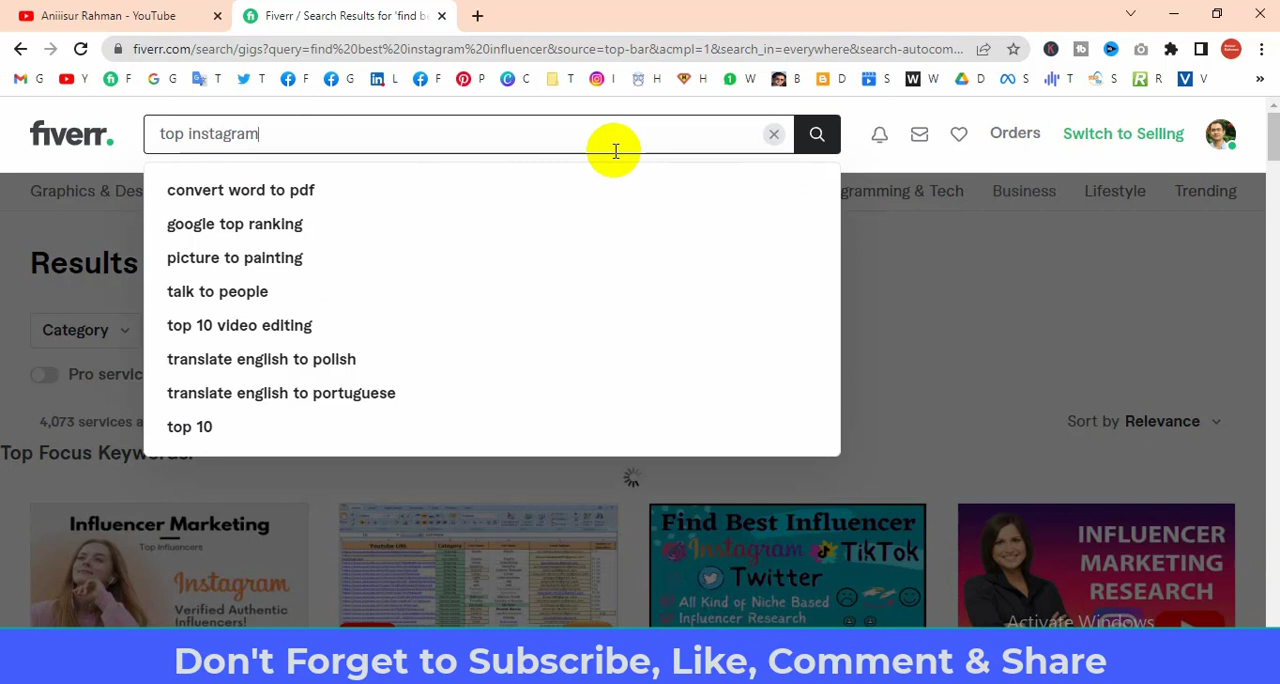 Aniiisur Rahman - YouTube
Fiverr / Search Results for 'find be
fiverr.com/search/gigs?query=find%20best%20instagram%20influencer&source=top-bar&acmpl=1&search_in=everywhere&search-autocom...
G Y F G T F G L F P C T I H H W B D S W D S T S R V »
fiverr.
top instagram
Orders
Switch to Selling
convert word to pdf
google top ranking
picture to painting
talk to people
top 10 video editing
translate english to polish
translate english to portuguese
top 10
Graphics & Des
gramming & Tech
Business
Lifestyle
Trending
Results
Category
Pro servic
4,073 services a
Sort by Relevance
Top Focus Keywords:
Influencer Marketing
Top Influencers
Instagram
Verified Authentic
Influencers!
Find Best Influencer
Instagram TikTok
Twitter
All Kind of Niche Based
Influencer Research
INFLUENCER
MARKETING
RESEARCH
Activate Windows
Don't Forget to Subscribe, Like, Comment & Share